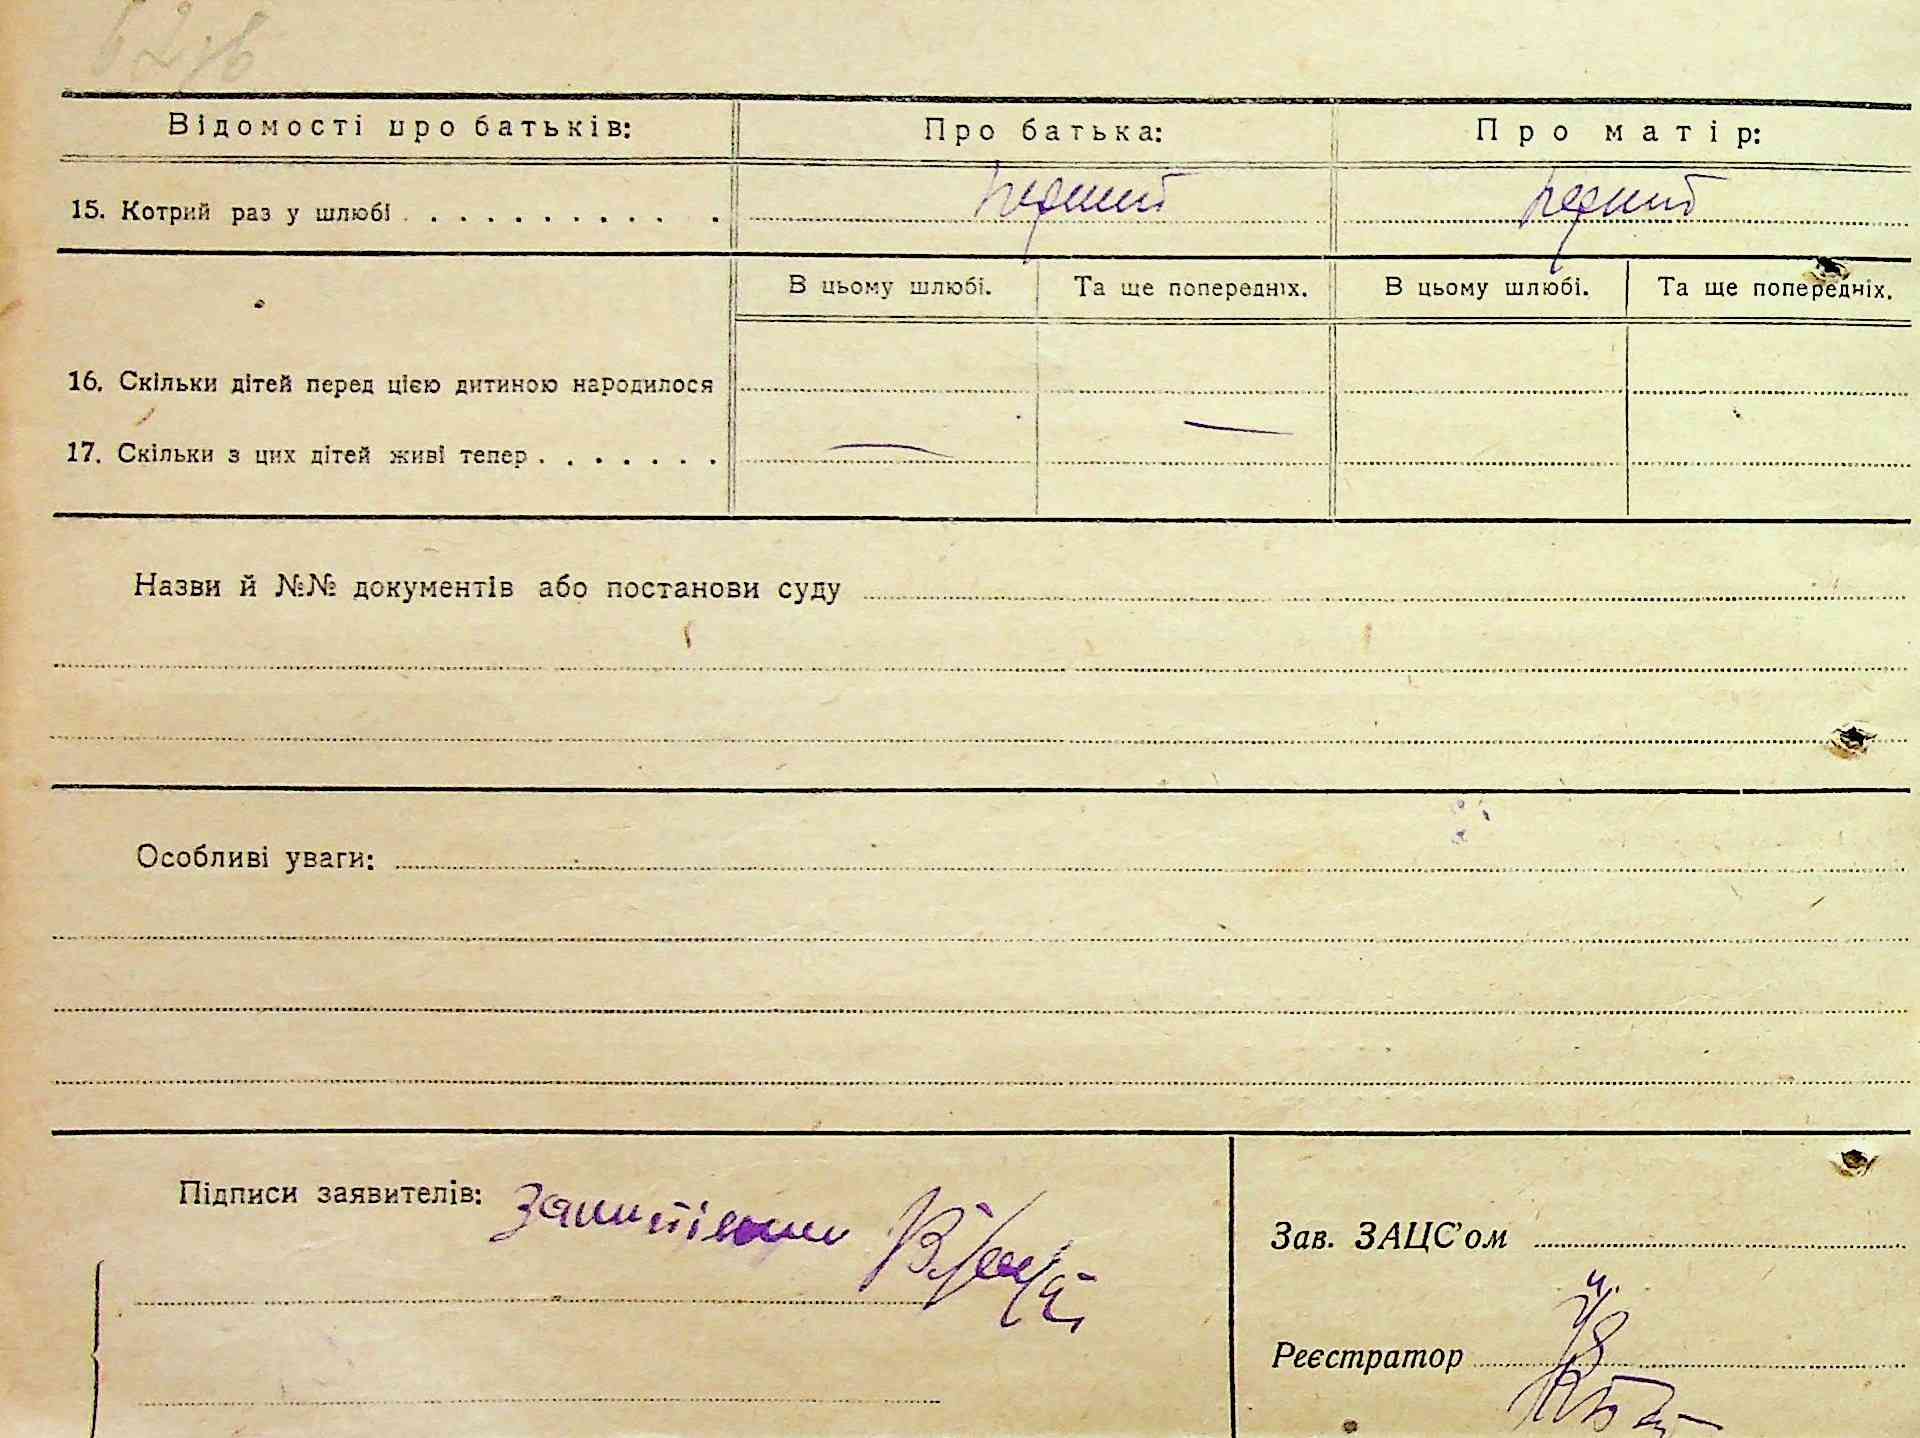 Відомості про батьків: Про батька: Про матір:
15. Котрий раз у шлюбі . . . . . . . . . . . перший перший
В цьому шлюбі. Та ще попередніх. В цьому шлюбі. Та ще попередніх.
16. Скільки дітей перед цією дитиною народилося
17. Скільки з цих дітей живі тепер . . . . . . . — —
Назви й №№ документів або постанови суду
Особливі уваги:
Підписи заявителів:
Зав. ЗАЦС'ом
Реєстратор